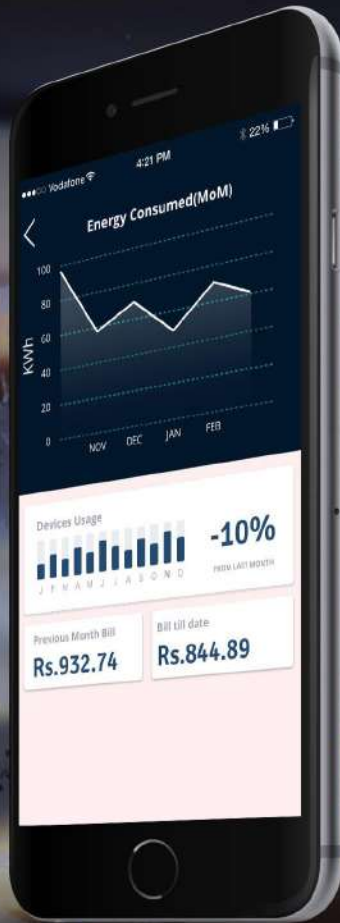 Vodafone
4:21 PM
22%
Energy Consumed(MoM)
100
80
60
40
20
0
KWh
NOV DEC JAN FEB
Devices Usage
J F M A M J J A S O N D
-10%
FROM LAST MONTH
Previous Month Bill
Rs.932.74
Bill till date
Rs.844.89